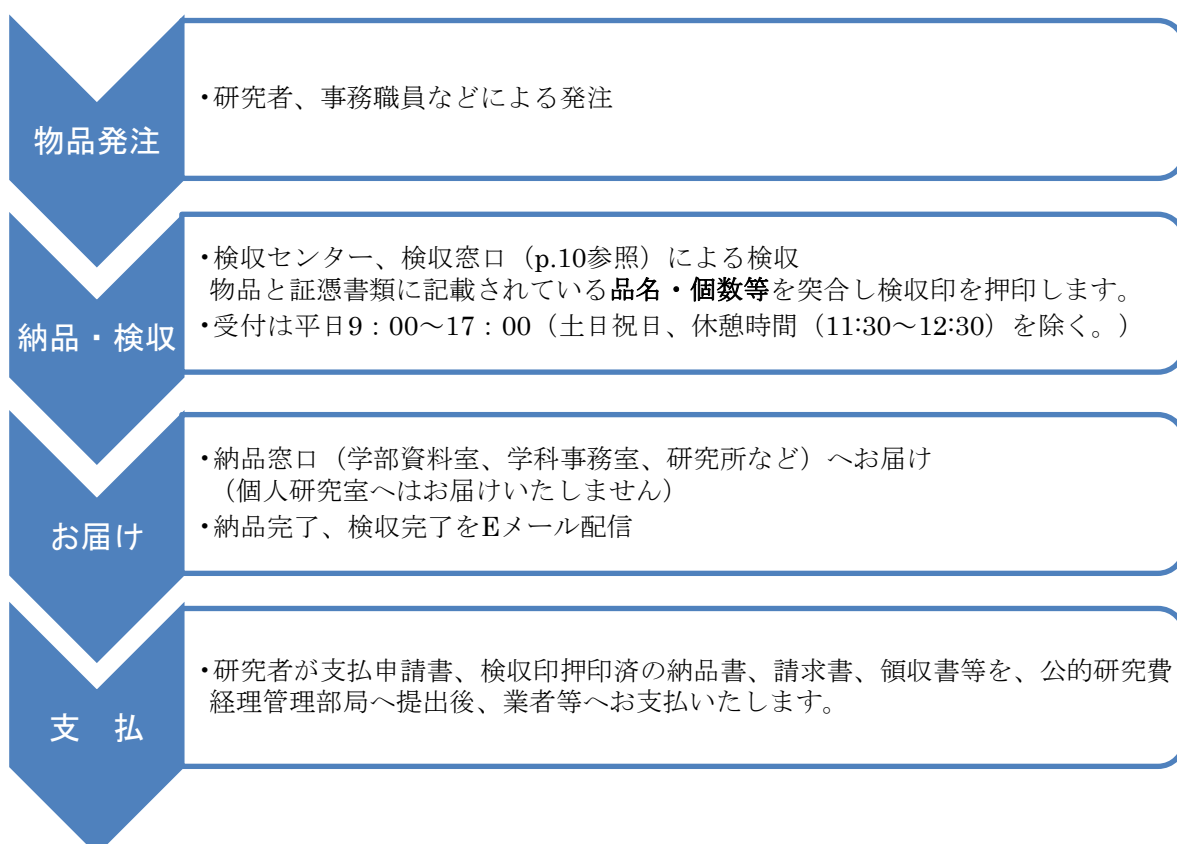 物品発注
・研究者、事務職員などによる発注
納品・検収
・検収センター、検収窓口（p.10参照）による検収
物品と証憑書類に記載されている品名・個数等を突合し検収印を押印します。
・受付は平日9：00～17：00（土日祝日、休憩時間（11:30～12:30）を除く。）
お届け
・納品窓口（学部資料室、学科事務室、研究所など）へお届け
（個人研究室へはお届けいたしません）
・納品完了、検収完了をEメール配信
支　払
・研究者が支払申請書、検収印押印済の納品書、請求書、領収書等を、公的研究費
経理管理部局へ提出後、業者等へお支払いたします。